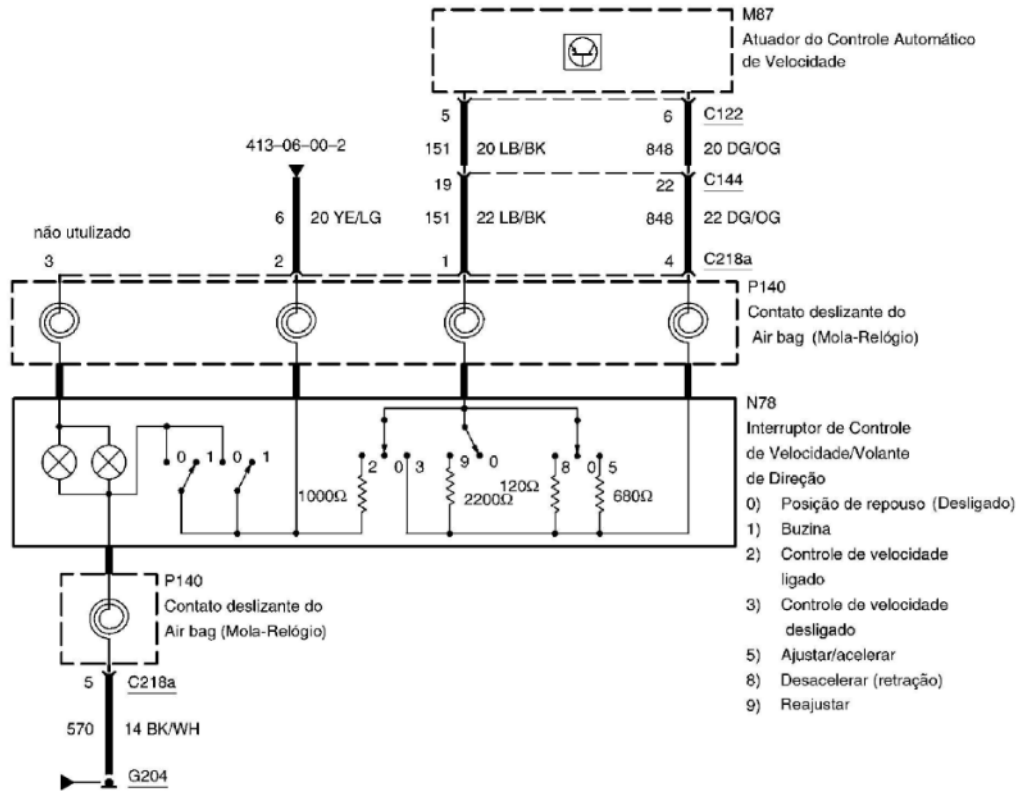 M87
Atuador do Controle Automático
de Velocidade
5
6
C122
413–06–00–2
151
20 LB/BK
848
20 DG/OG
19
22
C144
6
20 YE/LG
151
22 LB/BK
848
22 DG/OG
não utulizado
3
2
1
4
C218a
P140
Contato deslizante do
Air bag (Mola-Relógio)
N78
Interruptor de Controle
de Velocidade/Volante
de Direção
0) Posição de repouso (Desligado)
1) Buzina
2) Controle de velocidade
ligado
3) Controle de velocidade
desligado
5) Ajustar/acelerar
8) Desacelerar (retração)
9) Reajustar
0 1 0 1
2 0 3 9 0 8 0 5
1000Ω
2200Ω
120Ω
680Ω
P140
Contato deslizante do
Air bag (Mola-Relógio)
5
C218a
570
14 BK/WH
G204